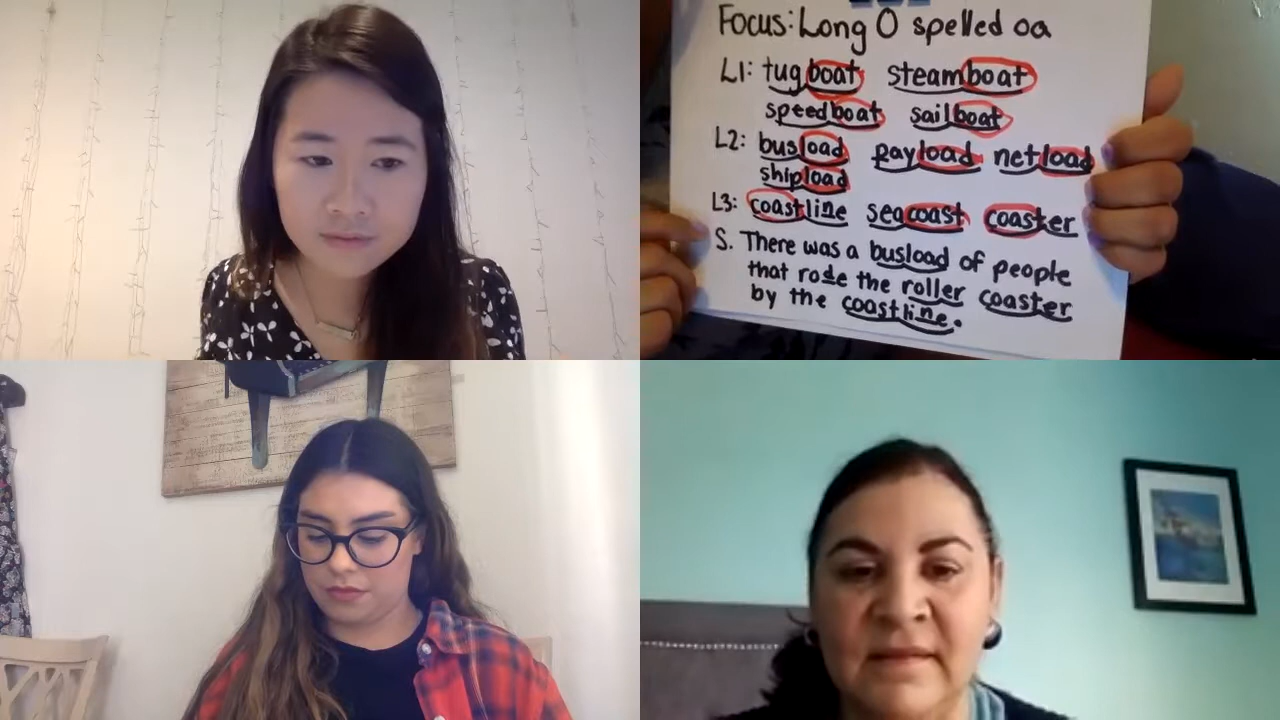 Focus: Long O spelled oa
L1: tugboat steamboat
speedboat sailboat
L2: busload payload netload
shipload
L3: coastline seacoast coaster
S. There was a busload of people
that rode the roller coaster
by the coastline.